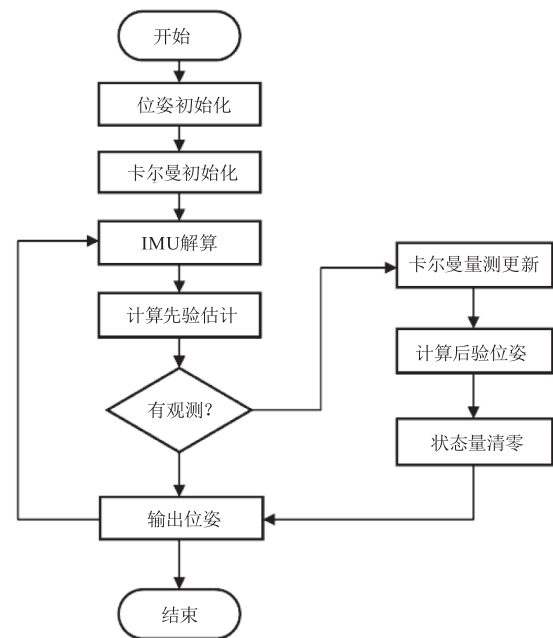 开始
位姿初始化
卡尔曼初始化
IMU解算
计算先验估计
有观测?
卡尔曼量测更新
计算后验位姿
状态量清零
输出位姿
结束